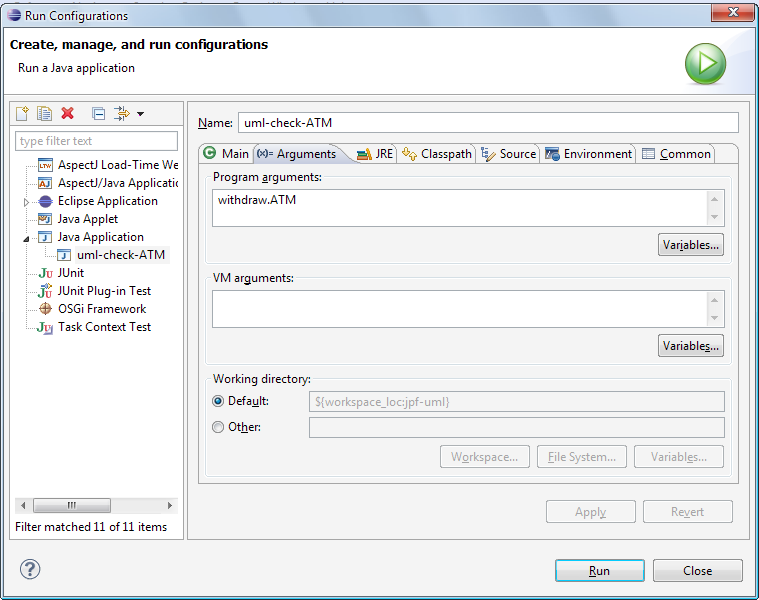 Run Configurations
Create, manage, and run configurations
Run a Java application
type filter text
AspectJ Load-Time We
AspectJ/Java Applicatio
Eclipse Application
Java Applet
Java Application
uml-check-ATM
JUnit
JUnit Plug-in Test
OSGi Framework
Task Context Test
Filter matched 11 of 11 items
Name: uml-check-ATM
Main (x)= Arguments JRE Classpath Source Environment Common
Program arguments:
withdraw.ATM
Variables...
VM arguments:
Variables...
Working directory:
Default: ${workspace_loc:jpf-uml}
Other:
Workspace... File System... Variables...
Apply Revert
Run Close